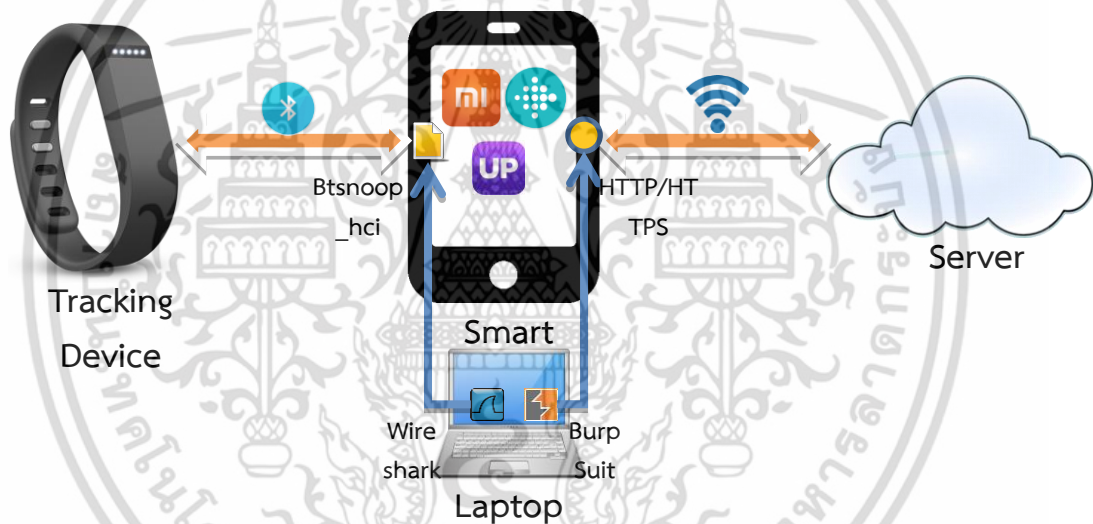 mi
UP
Btsnoop
_hci
HTTP/HT
TPS
Server
Tracking
Device
Smart
Wire
shark
Burp
Suit
Laptop